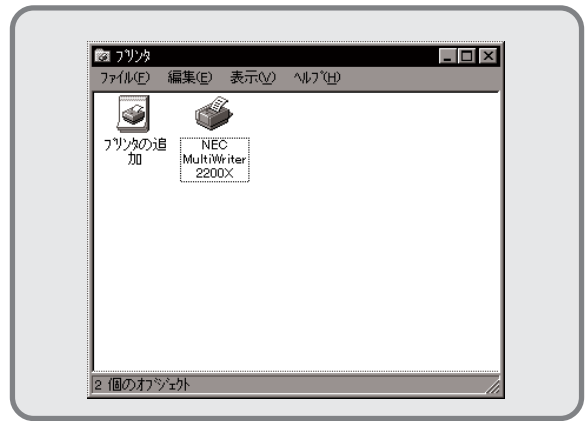 プリンタ
ファイル(F) 編集(E) 表示(V) ヘルプ(H)
プリンタの追
加
NEC
MultiWriter
2200X
2 個のオブジェクト